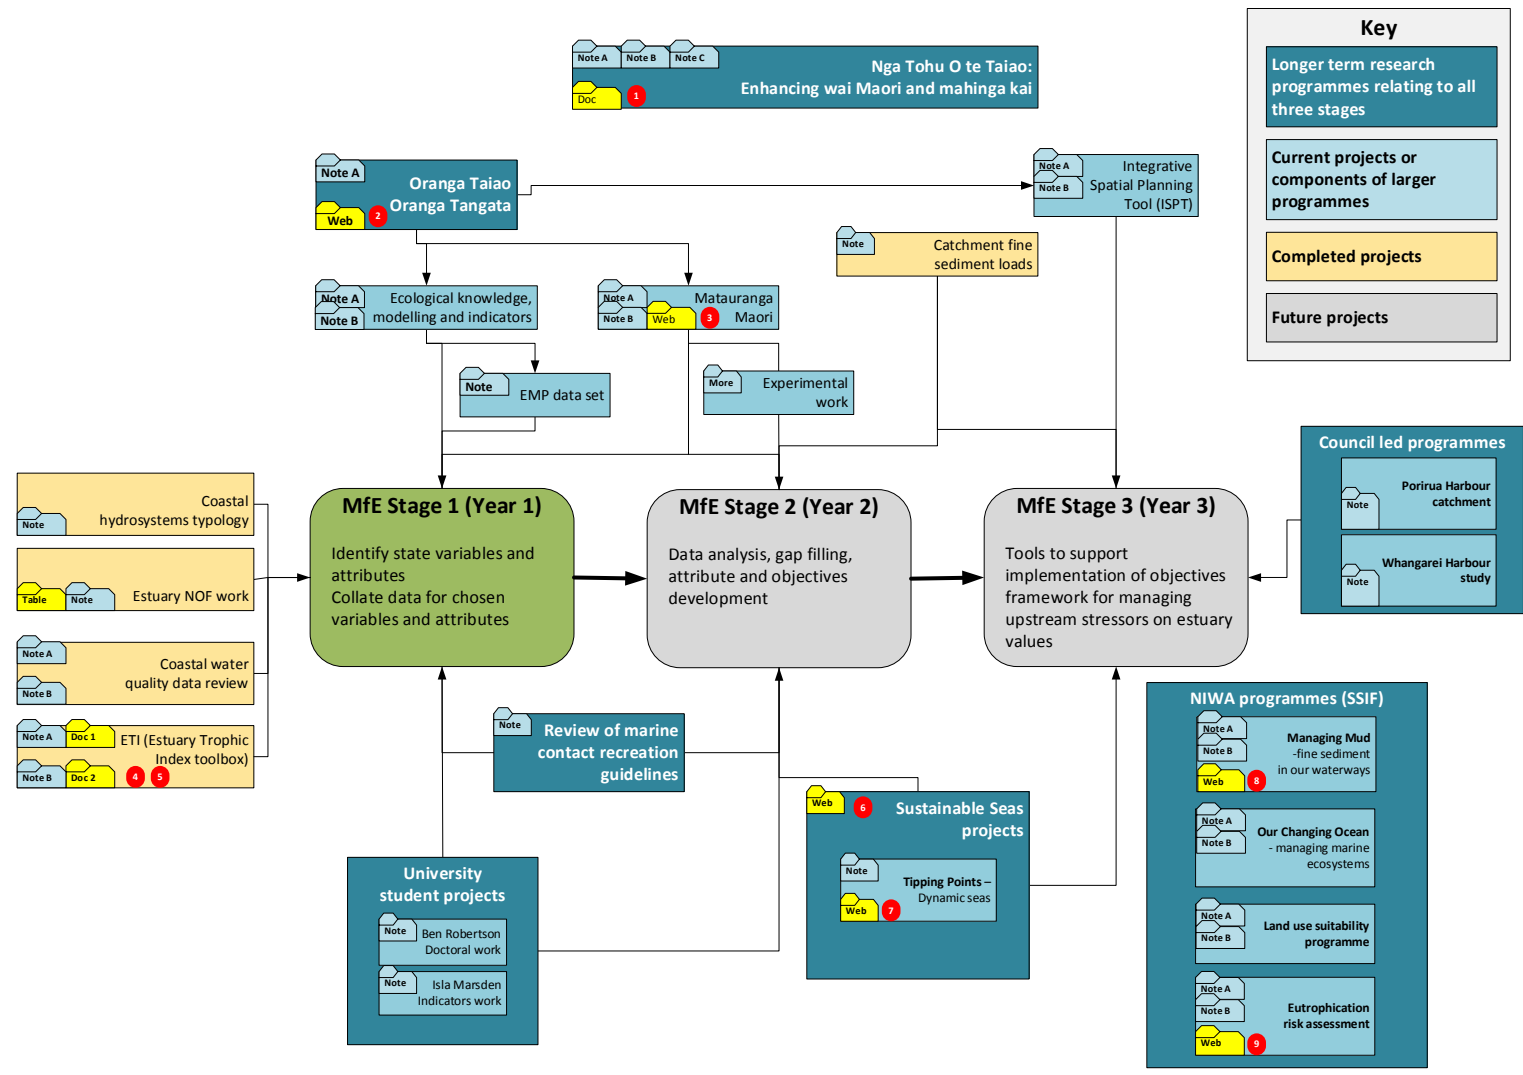 Key
Longer term research
programmes relating to all
three stages
Current projects or
components of larger
programmes
Completed projects
Future projects
Note A
Note B
Note C
Nga Tohu O te Taiao:
Enhancing wai Maori and mahinga kai
Doc
1
Note A
Oranga Taiao
Oranga Tangata
Web
2
Note A
Note B
Integrative
Spatial Planning
Tool (ISPT)
Note
Catchment fine
sediment loads
Note A
Note B
Ecological knowledge,
modelling and indicators
Note A
Note B
Web
3
Matauranga
Maori
Note
EMP data set
More
Experimental
work
Coastal
hydrosystems typology
Note
Table
Note
Estuary NOF work
Note A
Note B
Coastal water
quality data review
Note A
Doc 1
ETI (Estuary Trophic
Index toolbox)
Note B
Doc 2
4
5
MfE Stage 1 (Year 1)
Identify state variables and
attributes
Collate data for chosen
variables and attributes
MfE Stage 2 (Year 2)
Data analysis, gap filling,
attribute and objectives
development
MfE Stage 3 (Year 3)
Tools to support
implementation of objectives
framework for managing
upstream stressors on estuary
values
Council led programmes
Porirua Harbour
catchment
Note
Whangarei Harbour
study
Note
Note
Review of marine
contact recreation
guidelines
University
student projects
Note
Ben Robertson
Doctoral work
Note
Isla Marsden
Indicators work
Web
6
Sustainable Seas
projects
Note
Tipping Points –
Dynamic seas
Web
7
NIWA programmes (SSIF)
Note A
Note B
Managing Mud
-fine sediment
in our waterways
Web
8
Note A
Note B
Our Changing Ocean
- managing marine
ecosystems
Note A
Note B
Land use suitability
programme
Note A
Note B
Eutrophication
risk assessment
Web
9